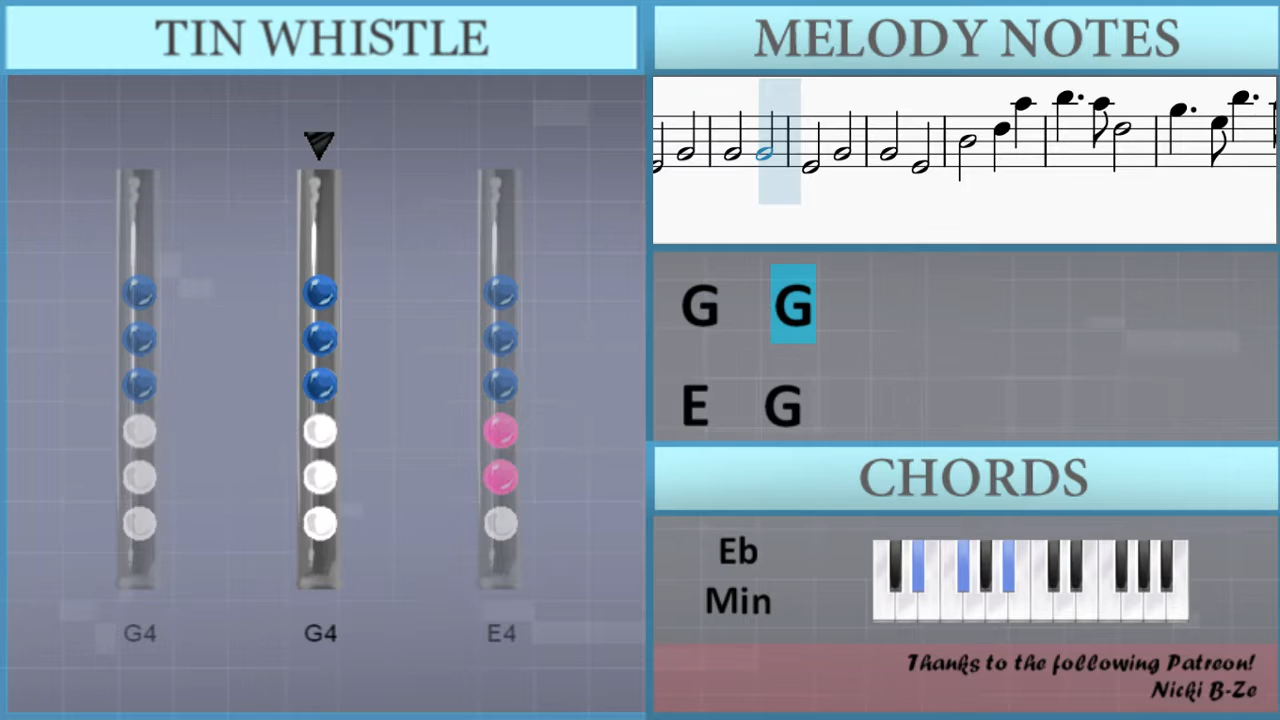 TIN WHISTLE
G4 G4 E4
MELODY NOTES
G G
E G
CHORDS
Eb
Min
Thanks to the following Patreon!
Nicki B-Ze